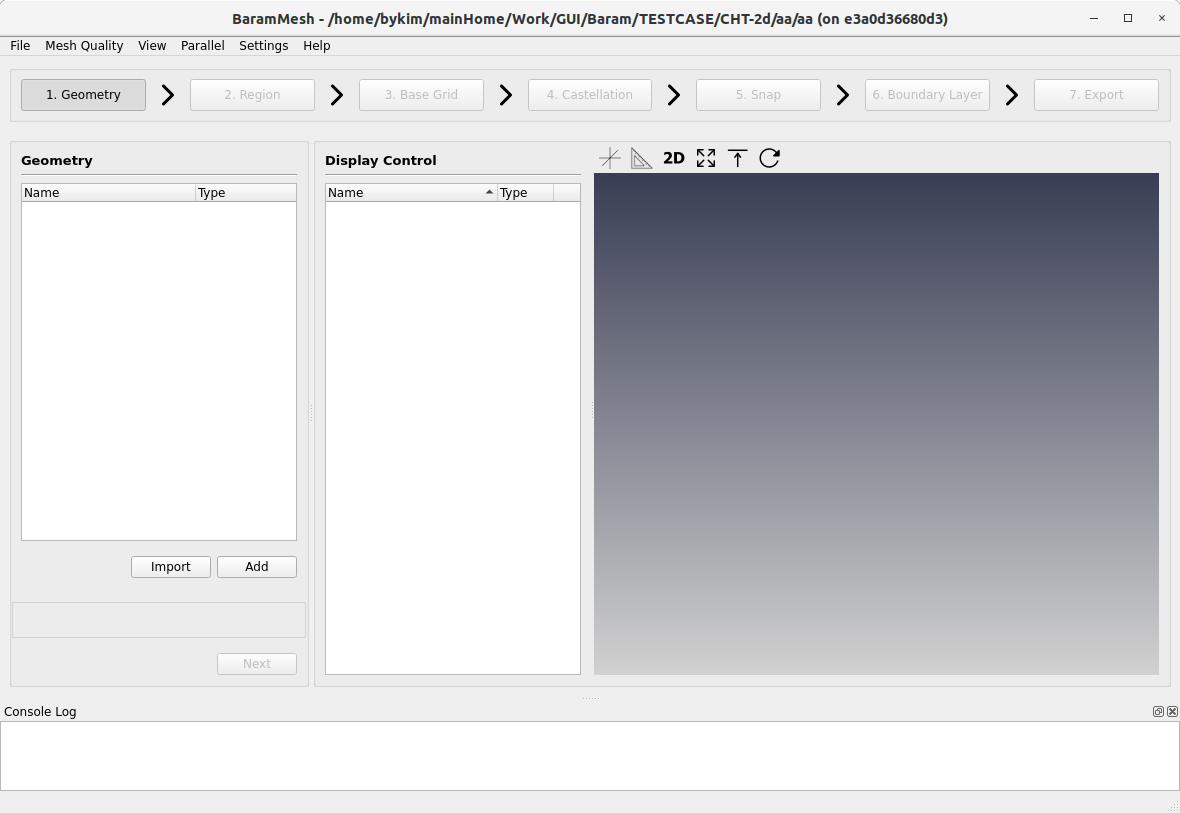 BaramMesh - /home/bykim/mainHome/Work/GUI/Baram/TESTCASE/CHT-2d/aa/aa (on e3a0d36680d3)
File Mesh Quality View Parallel Settings Help
1. Geometry 2. Region 3. Base Grid 4. Castellation 5. Snap 6. Boundary Layer 7. Export
Geometry
Name Type
Import Add
Next
Display Control
Name Type
2D
Console Log